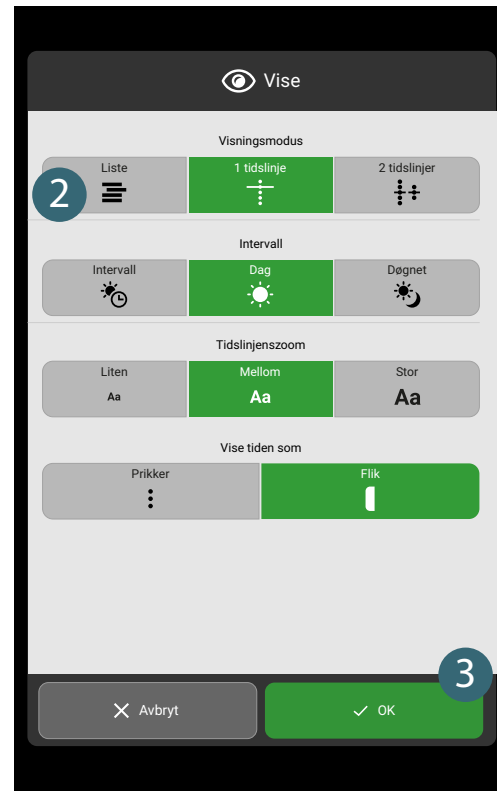 Vise
Visningsmodus
Liste 1 tidslinje 2 tidslinjer
2
Intervall
Intervall Dag Døgnet
Tidslinjenszoom
Liten Mellom Stor
Aa Aa Aa
Vise tiden som
Prikker Flik
3
Avbryt OK